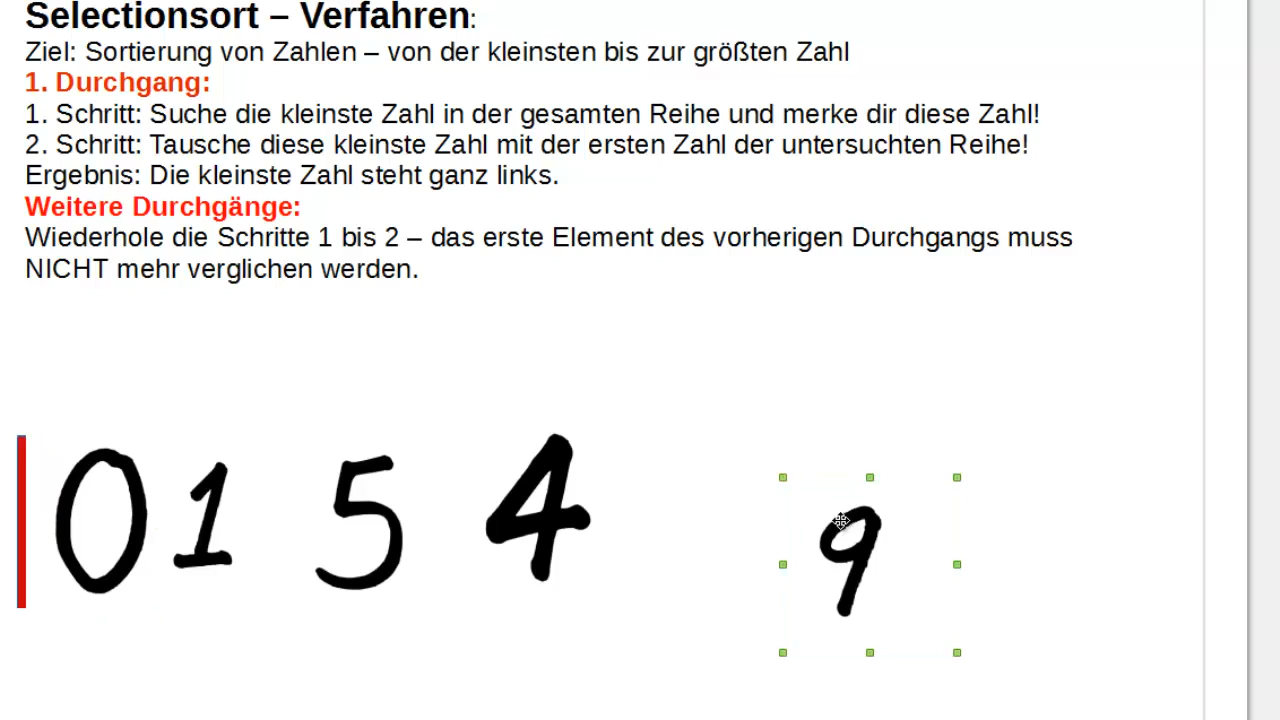 Selectionsort – Verfahren:
Ziel: Sortierung von Zahlen – von der kleinsten bis zur größten Zahl
1. Durchgang:
1. Schritt: Suche die kleinste Zahl in der gesamten Reihe und merke dir diese Zahl!
2. Schritt: Tausche diese kleinste Zahl mit der ersten Zahl der untersuchten Reihe!
Ergebnis: Die kleinste Zahl steht ganz links.
Weitere Durchgänge:
Wiederhole die Schritte 1 bis 2 – das erste Element des vorherigen Durchgangs muss
NICHT mehr verglichen werden.
0 1 5 4 9